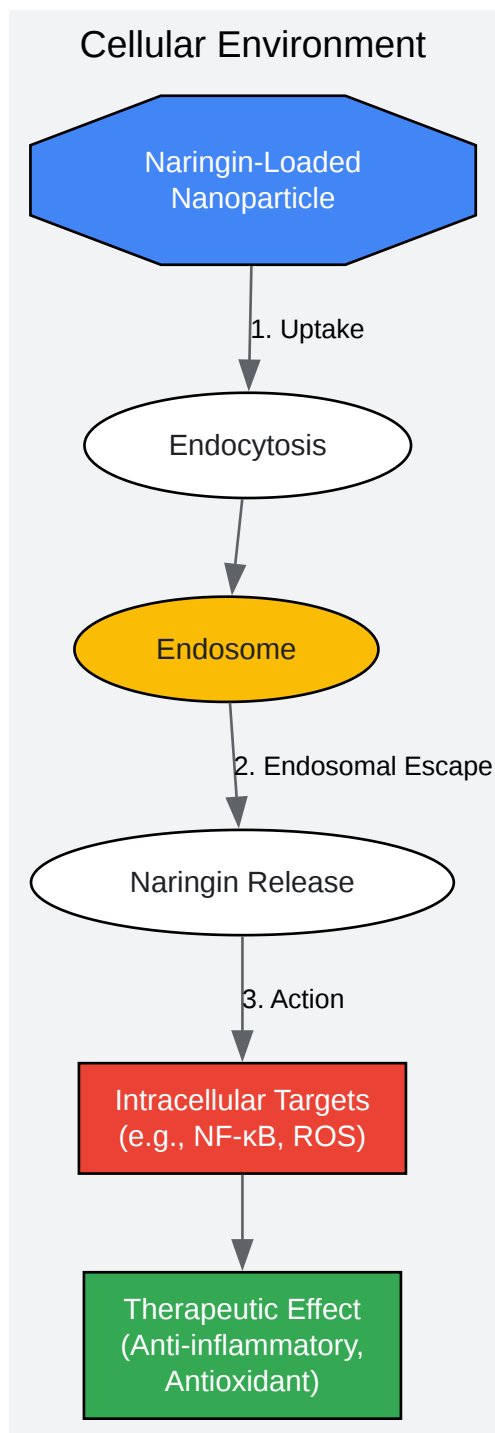 Cellular Environment
Naringin-Loaded
Nanoparticle
1. Uptake
Endocytosis
Endosome
2. Endosomal Escape
Naringin Release
3. Action
Intracellular Targets
(e.g., NF-κB, ROS)
Therapeutic Effect
(Anti-inflammatory,
Antioxidant)